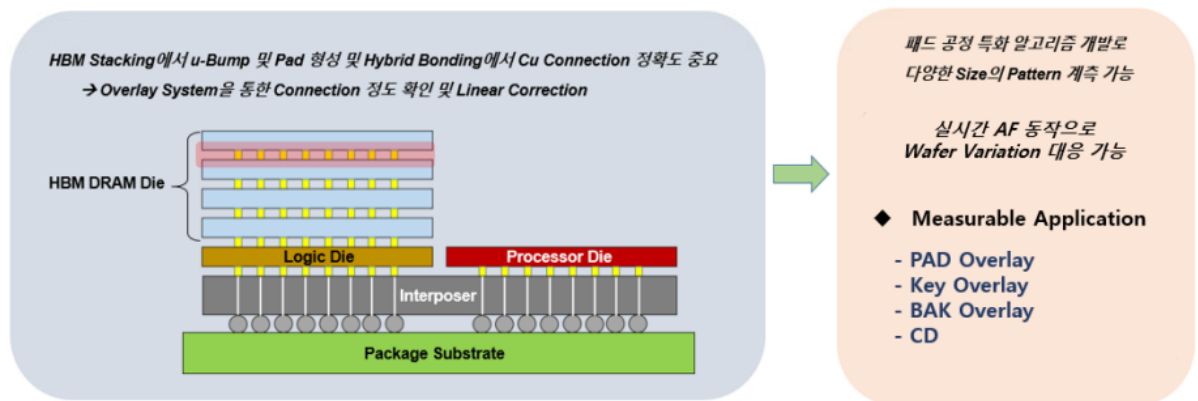 HBM Stacking에서 u-Bump 및 Pad 형성 및 Hybrid Bonding에서 Cu Connection 정확도 중요
→ Overlay System을 통한 Connection 정도 확인 및 Linear Correction
HBM DRAM Die
Logic Die
Processor Die
Interposer
Package Substrate
패드 공정 특화 알고리즘 개발로
다양한 Size의 Pattern 계측 가능
실시간 AF 동작으로
Wafer Variation 대응 가능
◆ Measurable Application
- PAD Overlay
- Key Overlay
- BAK Overlay
- CD